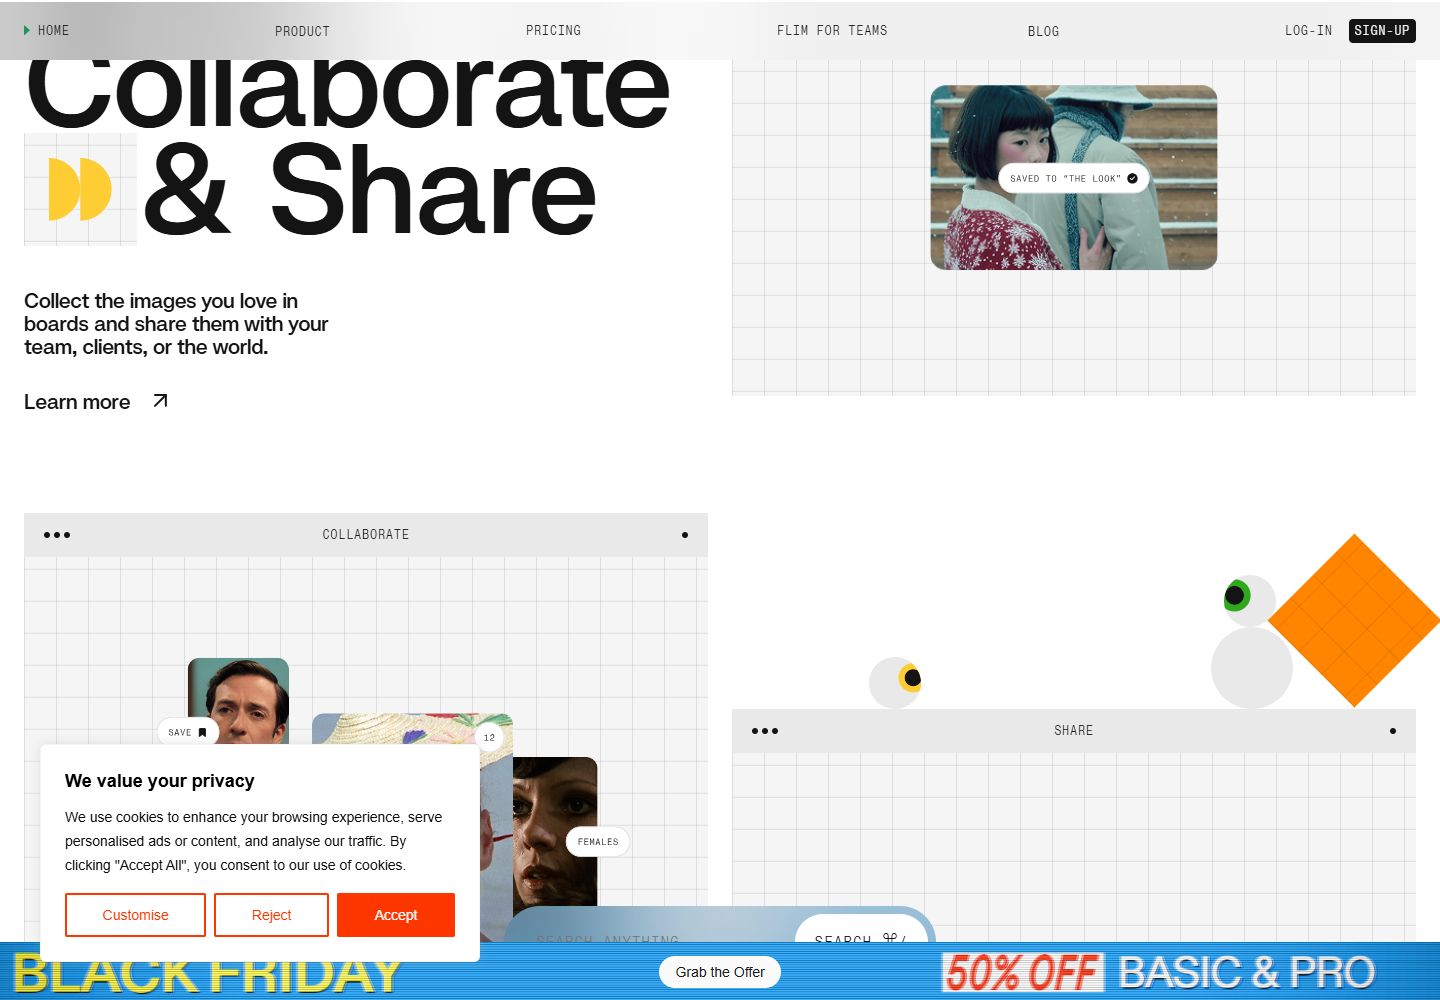 HOME
PRODUCT
PRICING
FLIM FOR TEAMS
BLOG
LOG-IN
SIGN-UP
Collaborate
& Share
SAVED TO "THE LOOK"
Collect the images you love in
boards and share them with your
team, clients, or the world.
Learn more
COLLABORATE
SHARE
SAVE
12
FEMALES
We value your privacy
We use cookies to enhance your browsing experience, serve
personalised ads or content, and analyse our traffic. By
clicking "Accept All", you consent to our use of cookies.
Customise
Reject
Accept
SEARCH ANYTHING
SEARCH ⌘/
BLACK FRIDAY
Grab the Offer
50% OFF BASIC & PRO